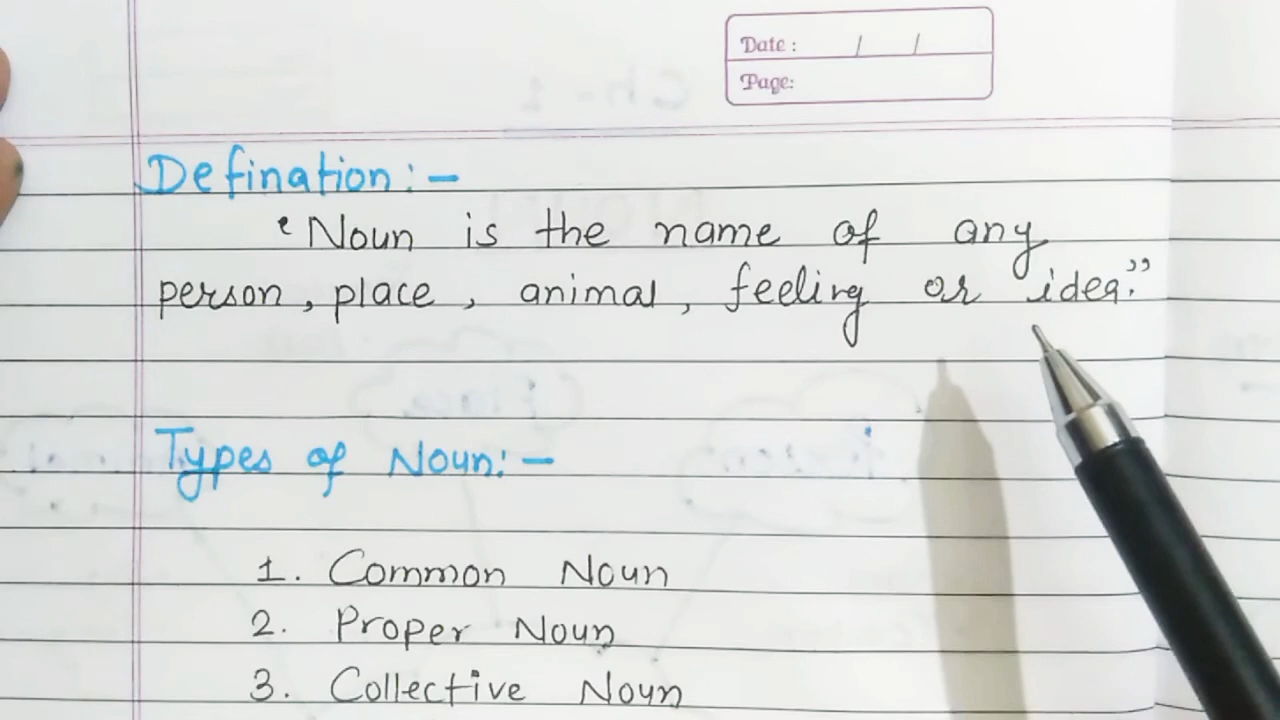 Date : / /
Page:
Defination :-
“Noun is the name of any
person, place, animal, feeling or idea.”
Types of Noun:-
1. Common Noun
2. Proper Noun
3. Collective Noun